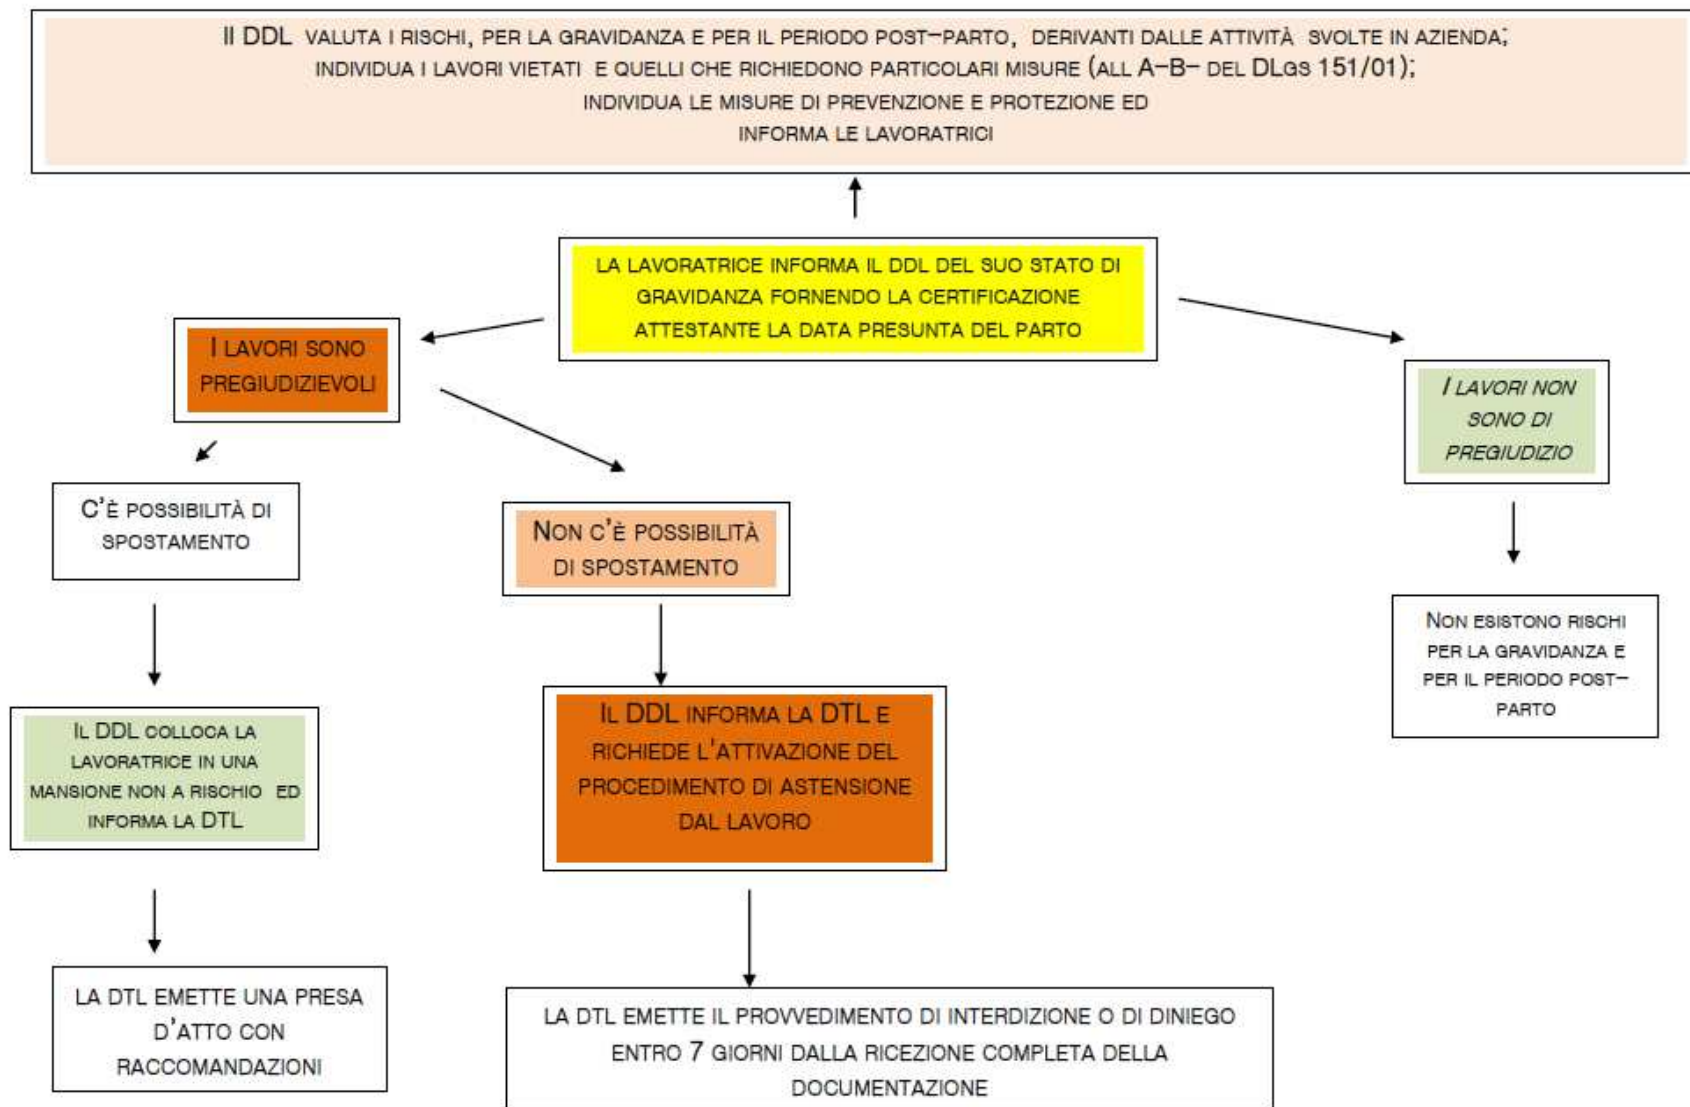 Il DDL valuta i rischi, per la gravidanza e per il periodo post-parto, derivanti dalle attività svolte in azienda;
individua i lavori vietati e quelli che richiedono particolari misure (all A-B- del DLgs 151/01);
individua le misure di prevenzione e protezione ed
informa le lavoratrici
la lavoratrice informa il ddl del suo stato di
gravidanza fornendo la certificazione
attestante la data presunta del parto
I lavori sono
pregiudizievoli
I lavori non
sono di
pregiudizio
C'è possibilità di
spostamento
Non c'è possibilità
di spostamento
Non esistono rischi
per la gravidanza e
per il periodo post-
parto
Il DDL colloca la
lavoratrice in una
mansione non a rischio ed
informa la DTL
Il DDL informa la DTL e
richiede l'attivazione del
procedimento di astensione
dal lavoro
la dtl emette una presa
d'atto con
raccomandazioni
la dtl emette il provvedimento di interdizione o di diniego
entro 7 giorni dalla ricezione completa della
documentazione